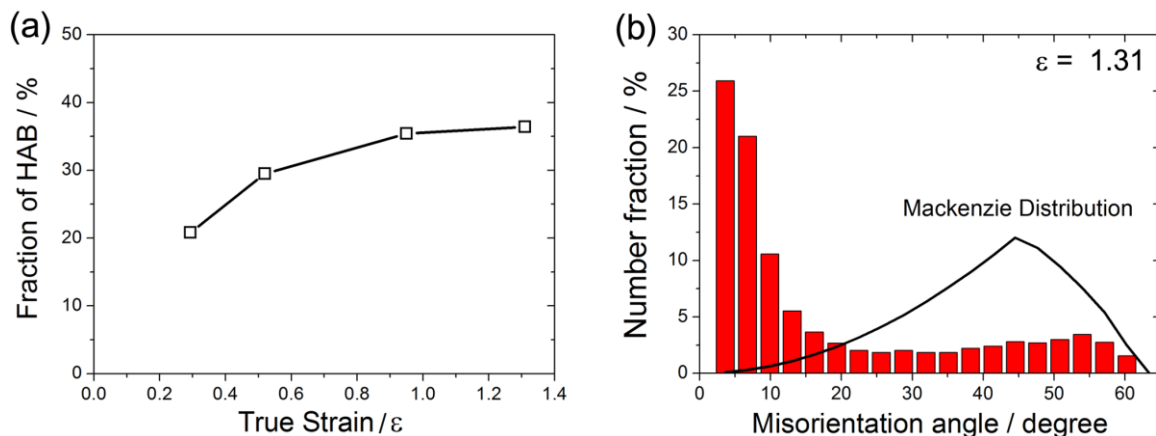 (a)
50
40
30
20
10
0
0.0 0.2 0.4 0.6 0.8 1.0 1.2 1.4
Fraction of HAB / %
True Strain / ε
(b)
30
25
20
15
10
5
0
0 10 20 30 40 50 60
Number fraction / %
Misorientation angle / degree
ε = 1.31
Mackenzie Distribution